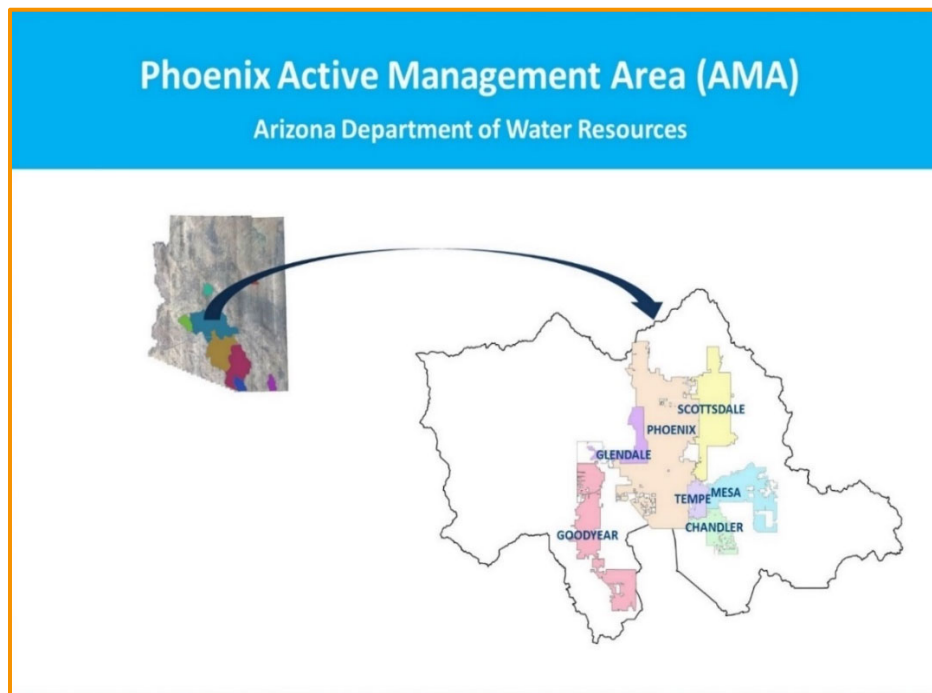 Phoenix Active Management Area (AMA)
Arizona Department of Water Resources
SCOTTSDALE
PHOENIX
GLENDALE
TEMPE
MESA
CHANDLER
GOODYEAR